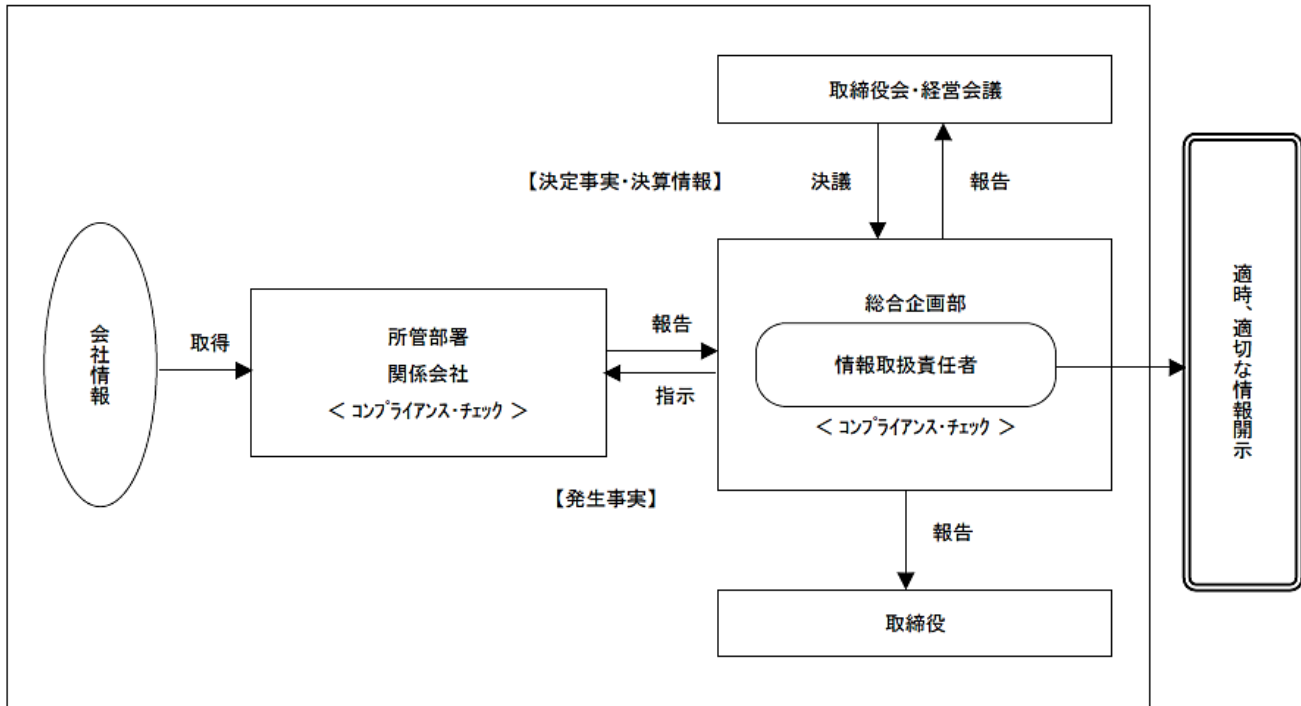 取締役会・経営会議
【決定事実・決算情報】
決議
報告
会社情報
取得
所管部署
関係会社
＜ ｺﾝﾌﾟﾗｲｱﾝｽ・ﾁｪｯｸ ＞
報告
指示
総合企画部
情報取扱責任者
＜ ｺﾝﾌﾟﾗｲｱﾝｽ・ﾁｪｯｸ ＞
適時、適切な情報開示
【発生事実】
報告
取締役